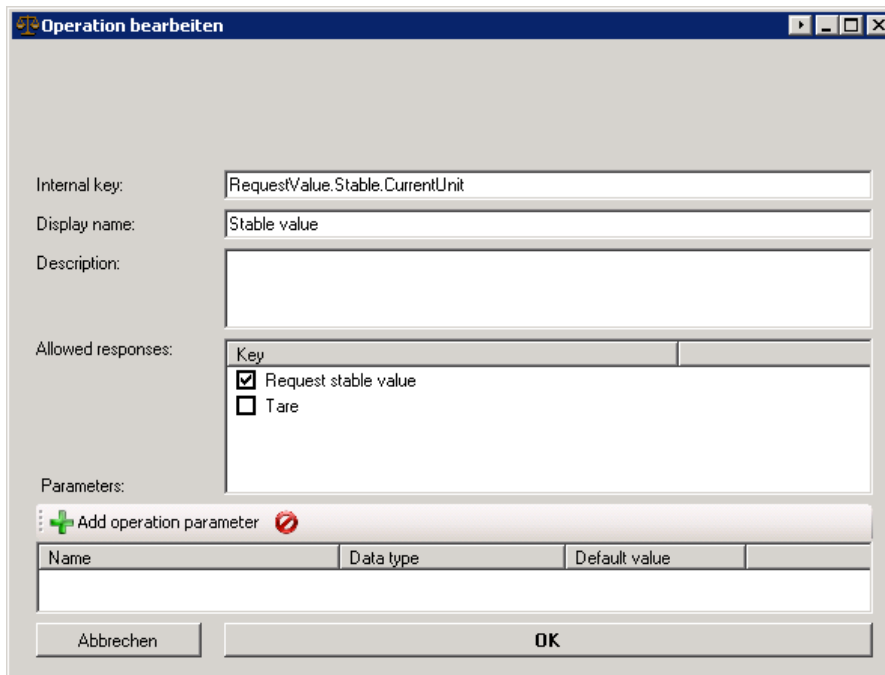 Operation bearbeiten
Internal key: RequestValue.Stable.CurrentUnit
Display name: Stable value
Description:
Allowed responses: Key
Request stable value
Tare
Parameters:
Add operation parameter
Name Data type Default value
Abbrechen OK